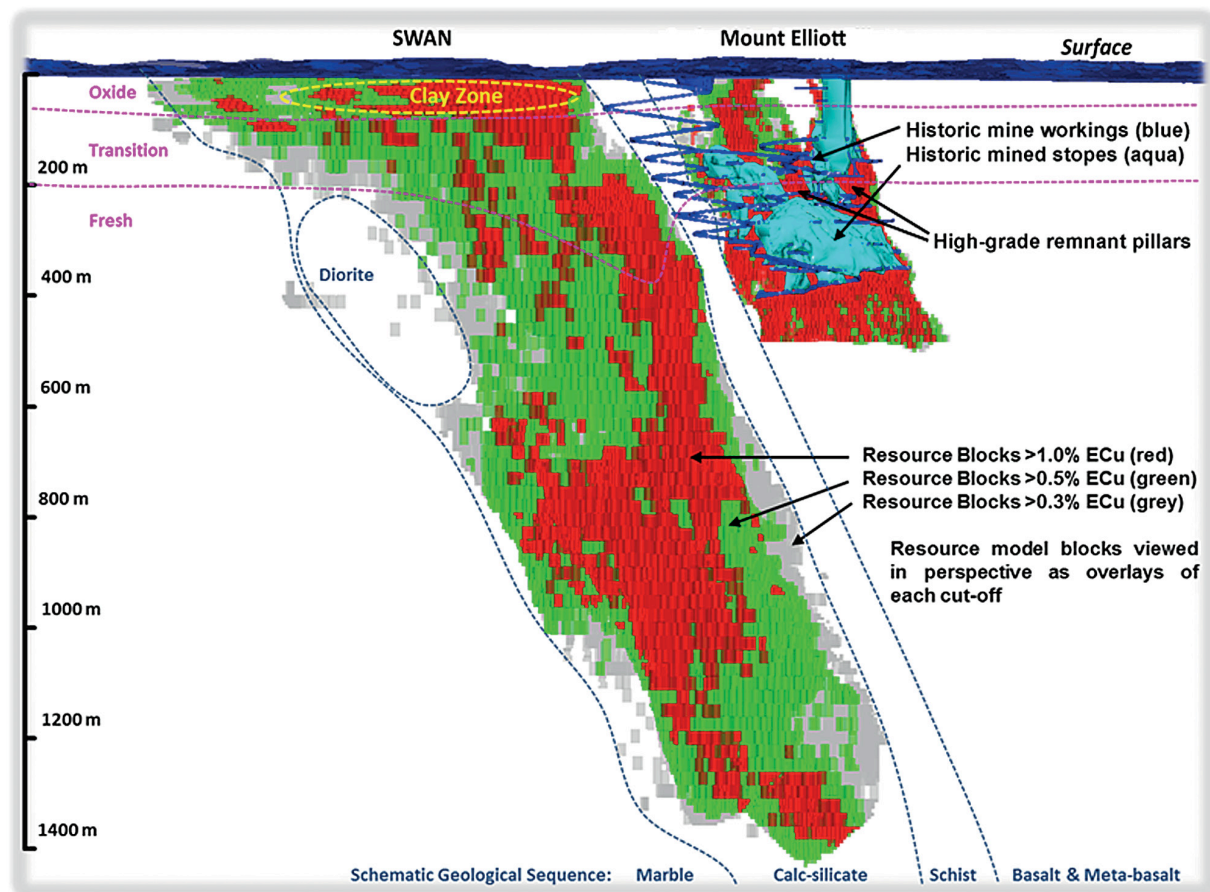 SWAN
Mount Elliott
Surface
Oxide
Clay Zone
Transition
200 m
Fresh
Historic mine workings (blue)
Historic mined stopes (aqua)
High-grade remnant pillars
Diorite
400 m
600 m
Resource Blocks >1.0% ECu (red)
Resource Blocks >0.5% ECu (green)
Resource Blocks >0.3% ECu (grey)
800 m
Resource model blocks viewed
in perspective as overlays of
each cut-off
1000 m
1200 m
1400 m
Schematic Geological Sequence: Marble Calc-silicate Schist Basalt & Meta-basalt